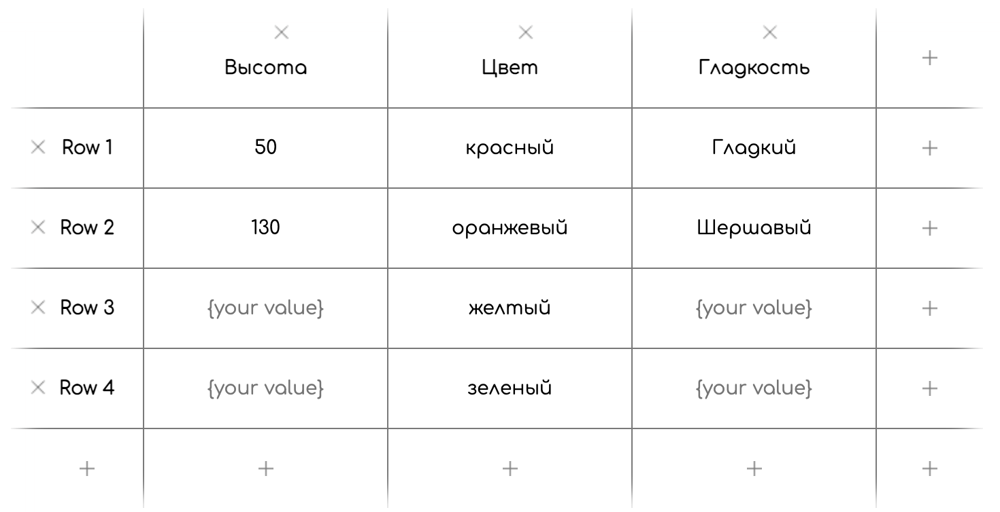 Высота Цвет Гладкость
Row 1 50 красный Гладкий
Row 2 130 оранжевый Шершавый
Row 3 {your value} желтый {your value}
Row 4 {your value} зеленый {your value}